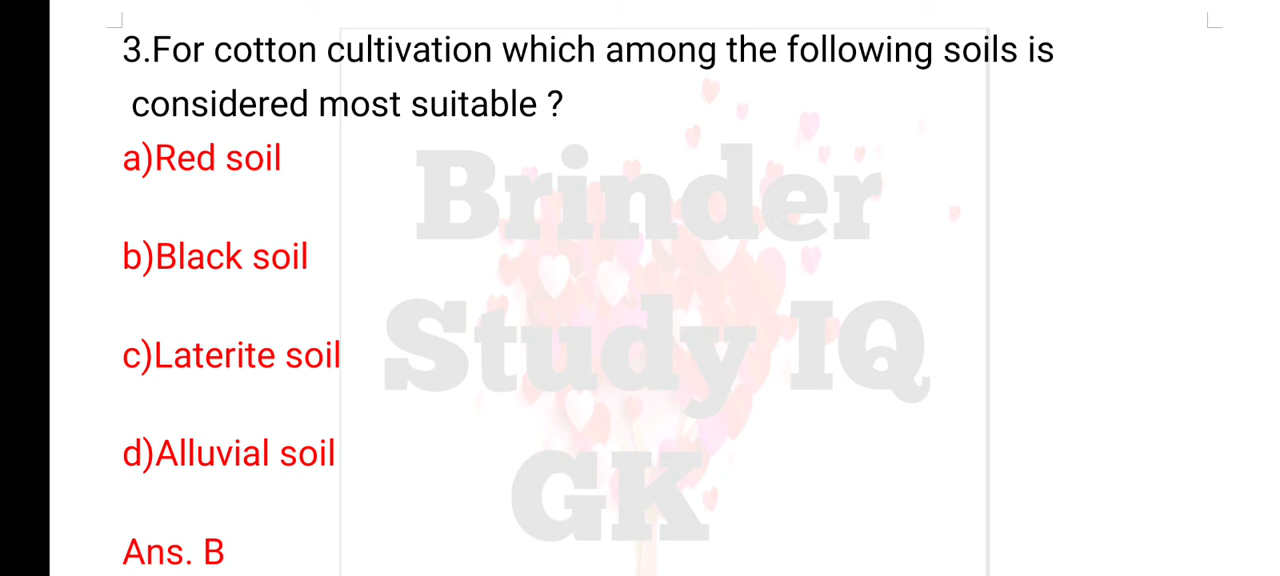 3.For cotton cultivation which among the following soils is
considered most suitable ?
a)Red soil
b)Black soil
c)Laterite soil
d)Alluvial soil
Ans. B
Brinder
Study IQ
GK